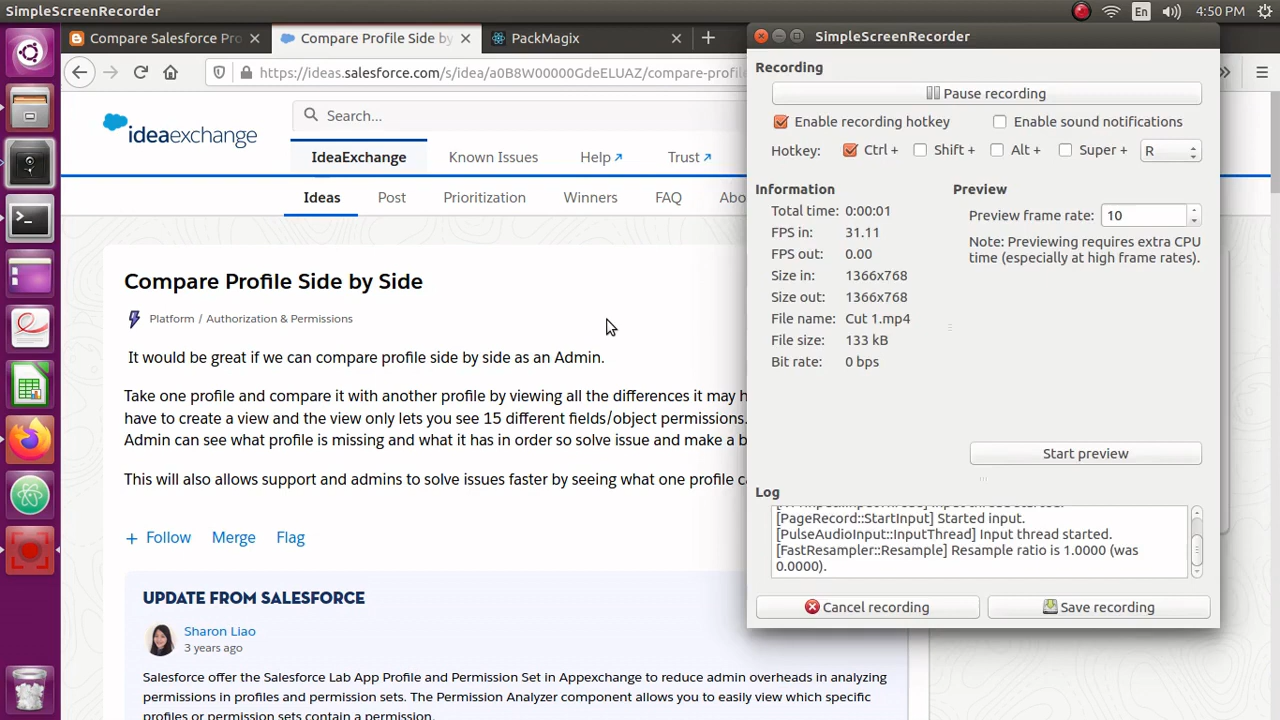 SimpleScreenRecorder
En
4:50 PM
Compare Salesforce Pro
Compare Profile Side by
PackMagix
https://ideas.salesforce.com/s/idea/a0B8W00000GdeELUAZ/compare-profile
ideaexchange
Search...
IdeaExchange
Known Issues
Help
Trust
Ideas
Post
Prioritization
Winners
FAQ
Abo
Compare Profile Side by Side
Platform / Authorization & Permissions
It would be great if we can compare profile side by side as an Admin.
Take one profile and compare it with another profile by viewing all the differences it may h
have to create a view and the view only lets you see 15 different fields/object permissions.
Admin can see what profile is missing and what it has in order so solve issue and make a b
This will also allows support and admins to solve issues faster by seeing what one profile ca
+ Follow
Merge
Flag
UPDATE FROM SALESFORCE
Sharon Liao
3 years ago
Salesforce offer the Salesforce Lab App Profile and Permission Set in Appexchange to reduce admin overheads in analyzing
permissions in profiles and permission sets. The Permission Analyzer component allows you to easily view which specific
profiles or permission sets contain a permission.
SimpleScreenRecorder
Recording
Pause recording
Enable recording hotkey
Enable sound notifications
Hotkey:
Ctrl +
Shift +
Alt +
Super +
R
Information
Total time: 0:00:01
FPS in: 31.11
FPS out: 0.00
Size in: 1366x768
Size out: 1366x768
File name: Cut 1.mp4
File size: 133 kB
Bit rate: 0 bps
Preview
Preview frame rate: 10
Note: Previewing requires extra CPU
time (especially at high frame rates).
Start preview
Log
[PageRecord::StartInput] Started input.
[PulseAudioInput::InputThread] Input thread started.
[FastResampler::Resample] Resample ratio is 1.0000 (was
0.0000).
Cancel recording
Save recording